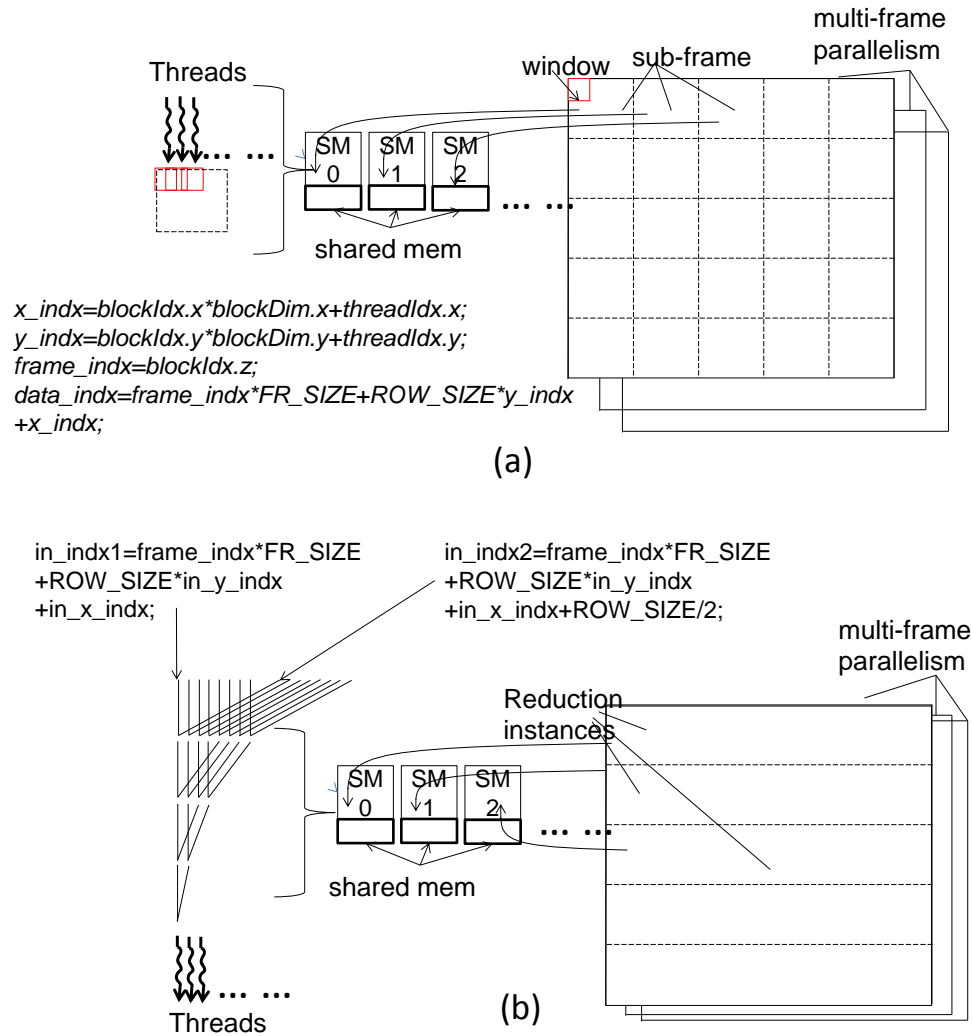 multi-frame
parallelism
Threads
window
sub-frame
SM
0
SM
1
SM
2
... ...
... ...
shared mem
x_indx=blockIdx.x*blockDim.x+threadIdx.x;
y_indx=blockIdx.y*blockDim.y+threadIdx.y;
frame_indx=blockIdx.z;
data_indx=frame_indx*FR_SIZE+ROW_SIZE*y_indx
+x_indx;
(a)
in_indx1=frame_indx*FR_SIZE
+ROW_SIZE*in_y_indx
+in_x_indx;
in_indx2=frame_indx*FR_SIZE
+ROW_SIZE*in_y_indx
+in_x_indx+ROW_SIZE/2;
multi-frame
parallelism
Reduction
instances
SM
0
SM
1
SM
2
... ...
shared mem
... ...
Threads
(b)